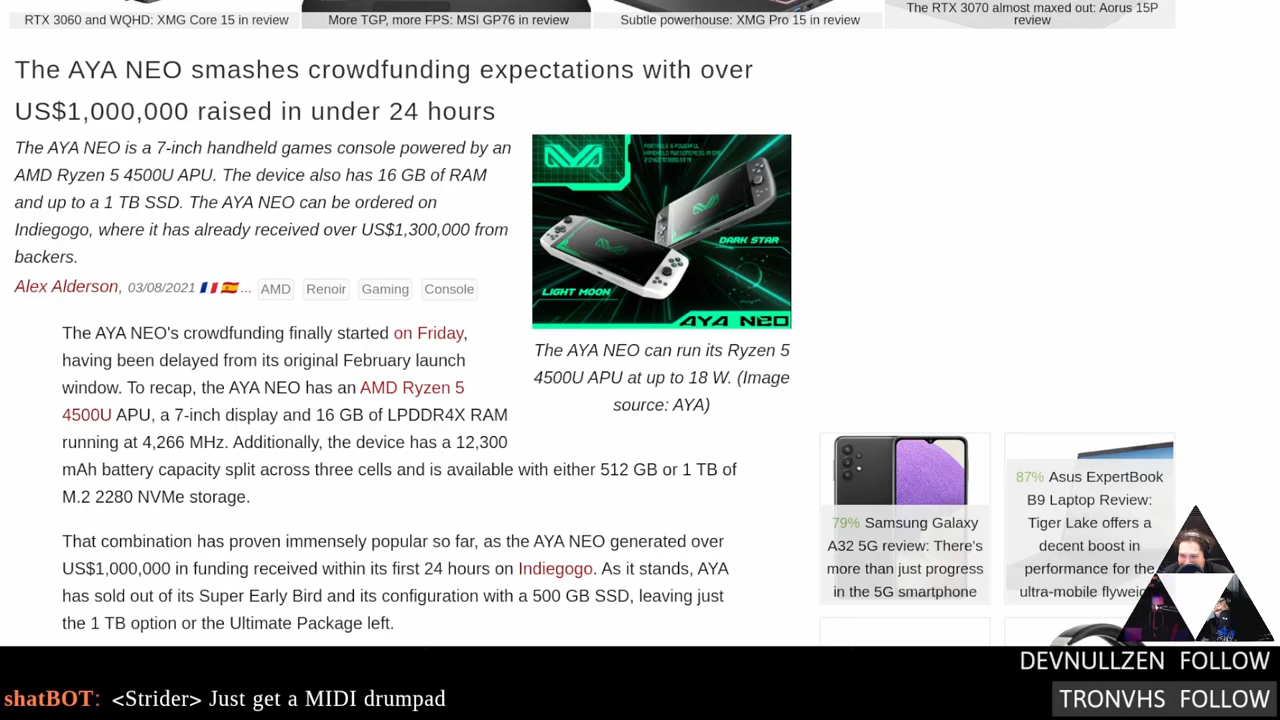 RTX 3060 and WQHD: XMG Core 15 in review
More TGP, more FPS: MSI GP76 in review
Subtle powerhouse: XMG Pro 15 in review
The RTX 3070 almost maxed out: Aorus 15P
review
The AYA NEO smashes crowdfunding expectations with over
US$1,000,000 raised in under 24 hours
The AYA NEO is a 7-inch handheld games console powered by an
AMD Ryzen 5 4500U APU. The device also has 16 GB of RAM
and up to a 1 TB SSD. The AYA NEO can be ordered on
Indiegogo, where it has already received over US$1,300,000 from
backers.
Alex Alderson, 03/08/2021 ... AMD Renoir Gaming Console
DARK STAR
LIGHT MOON
AYA NEO
The AYA NEO can run its Ryzen 5
4500U APU at up to 18 W. (Image
source: AYA)
The AYA NEO's crowdfunding finally started on Friday,
having been delayed from its original February launch
window. To recap, the AYA NEO has an AMD Ryzen 5
4500U APU, a 7-inch display and 16 GB of LPDDR4X RAM
running at 4,266 MHz. Additionally, the device has a 12,300
mAh battery capacity split across three cells and is available with either 512 GB or 1 TB of
M.2 2280 NVMe storage.
That combination has proven immensely popular so far, as the AYA NEO generated over
US$1,000,000 in funding received within its first 24 hours on Indiegogo. As it stands, AYA
has sold out of its Super Early Bird and its configuration with a 500 GB SSD, leaving just
the 1 TB option or the Ultimate Package left.
79% Samsung Galaxy
A32 5G review: There's
more than just progress
in the 5G smartphone
87% Asus ExpertBook
B9 Laptop Review:
Tiger Lake offers a
decent boost in
performance for the
ultra-mobile
DEVNULLZEN FOLLOW
shatBOT: <Strider> Just get a MIDI drumpad
TRONVHS FOLLOW